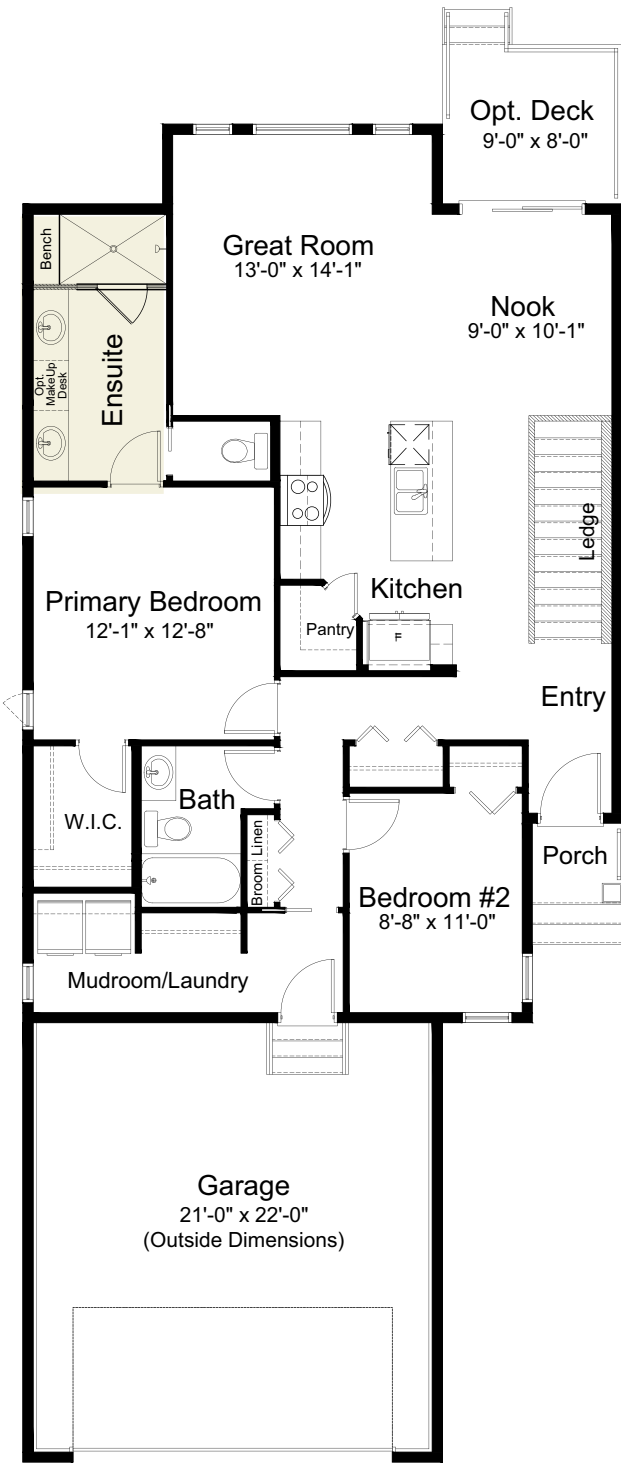 Opt. Deck
9'-0" x 8'-0"
Great Room
13'-0" x 14'-1"
Nook
9'-0" x 10'-1"
Bench
Ensuite
Opt.
MakeUp
Desk
Ledge
Kitchen
Pantry
F
Primary Bedroom
12'-1" x 12'-8"
Entry
W.I.C.
Bath
Broom
Linen
Porch
Bedroom #2
8'-8" x 11'-0"
Mudroom/Laundry
Garage
21'-0" x 22'-0"
(Outside Dimensions)